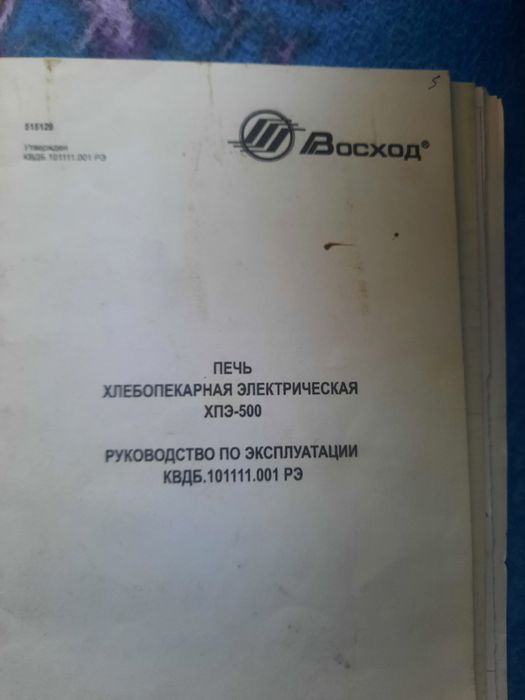 5
515129
Утвержден
КВДБ.101111.001 РЭ
ВОСХОД®
ПЕЧЬ
ХЛЕБОПЕКАРНАЯ ЭЛЕКТРИЧЕСКАЯ
ХПЭ-500
РУКОВОДСТВО ПО ЭКСПЛУАТАЦИИ
КВДБ.101111.001 РЭ